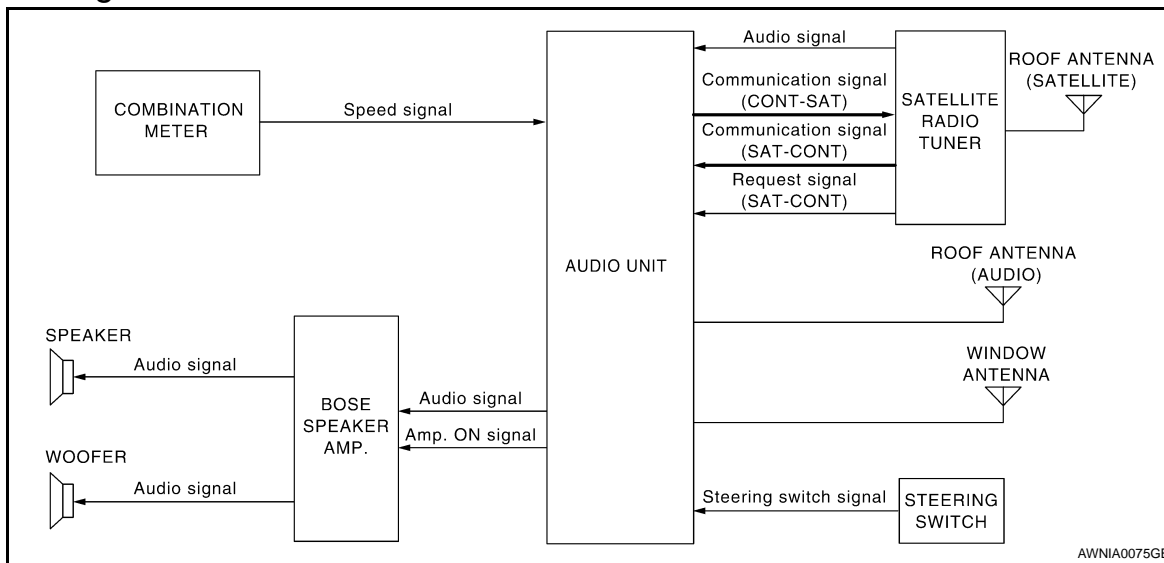 COMBINATION
METER
Speed signal
AUDIO UNIT
Audio signal
Communication signal
(CONT-SAT)
Communication signal
(SAT-CONT)
Request signal
(SAT-CONT)
SATELLITE
RADIO
TUNER
ROOF ANTENNA
(SATELLITE)
ROOF ANTENNA
(AUDIO)
WINDOW
ANTENNA
SPEAKER
Audio signal
WOOFER
Audio signal
BOSE
SPEAKER
AMP.
Audio signal
Amp. ON signal
Steering switch signal
STEERING
SWITCH